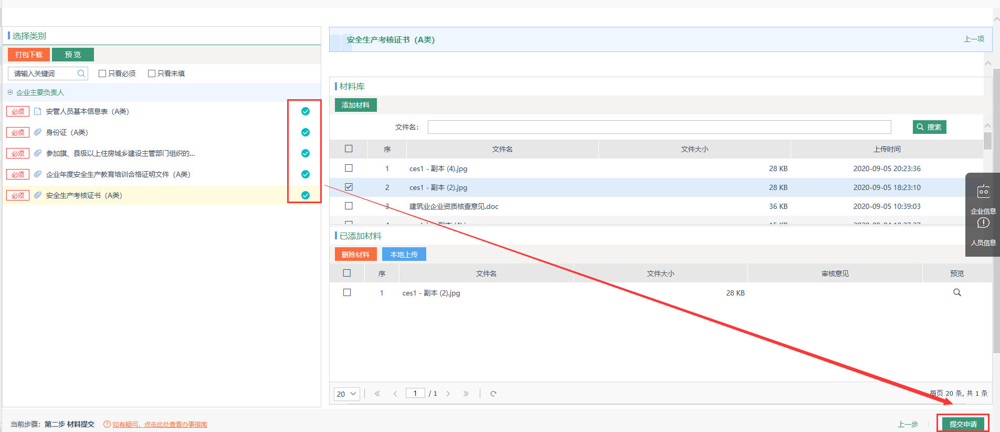 选择类别
打包下载 预 览
请输入关键词 只看必须 只看未填
企业主要负责人
必须 安管人员基本信息表（A类）
必须 身份证（A类）
必须 参加旗、县级以上住房城乡建设主管部门组织的...
必须 企业年度安全生产教育培训合格证明文件（A类）
必须 安全生产考核证书（A类）
安全生产考核证书（A类） 上一项
材料库
添加材料
文件名： 搜索
序 文件名 文件大小 上传时间
1 ces1 - 副本 (4).jpg 28 KB 2020-09-05 20:23:36
2 ces1 - 副本 (2).jpg 28 KB 2020-09-05 18:23:10
3 建筑业企业资质核查意见.doc 36 KB 2020-09-05 10:39:03
企业信息
人员信息
已添加材料
删除材料 本地上传
序 文件名 文件大小 审核意见 预览
1 ces1 - 副本 (2).jpg 28 KB
20 1 / 1 每页 20 条, 共 1 条
当前步骤：第二步 材料提交 如有疑问，点击此处查看办事指南 上一步 提交申请